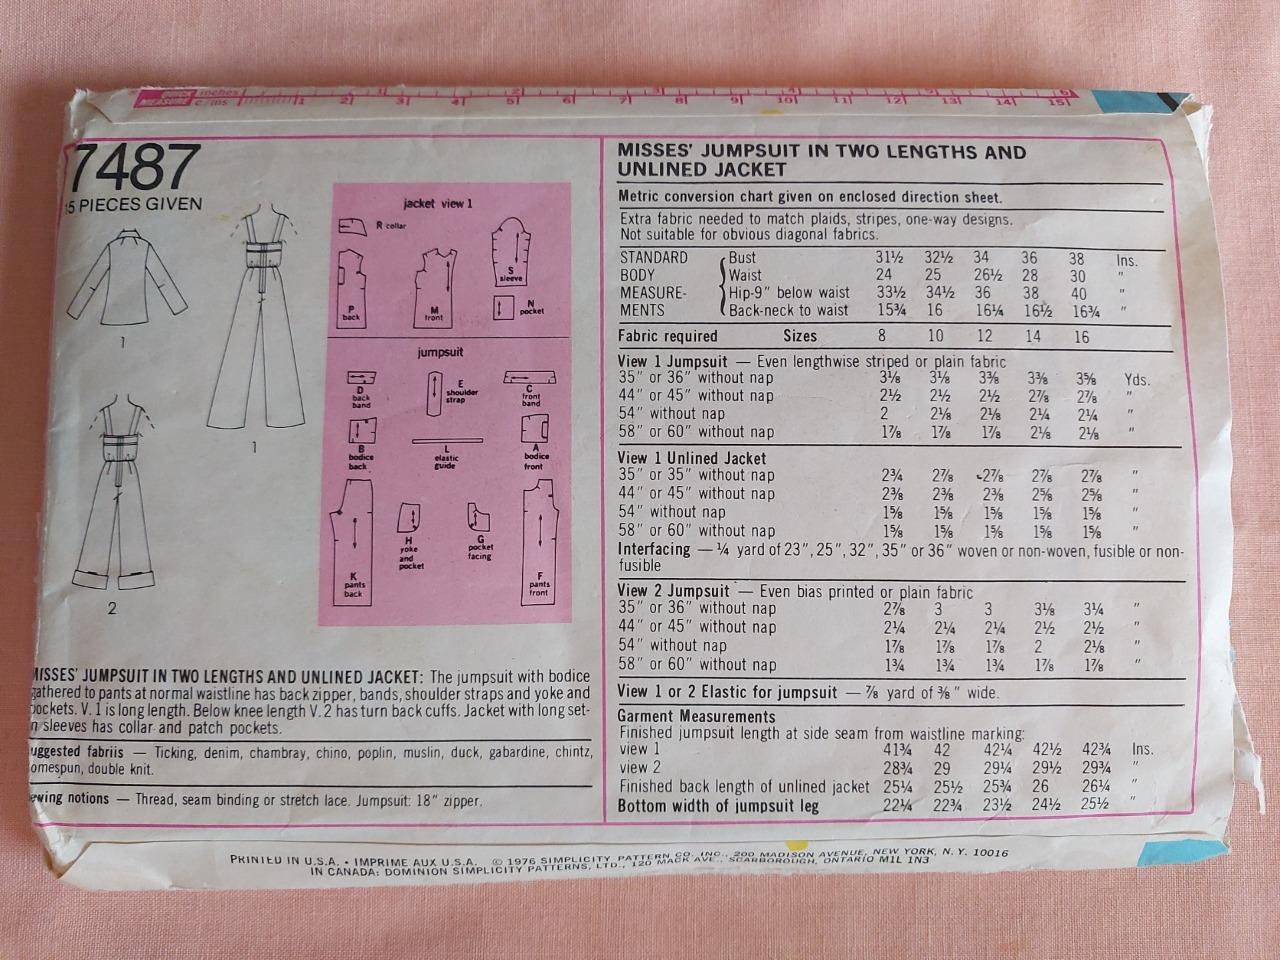 QUICK MEASURE inches c/ms
1 2 3 4 5 6 7 8 9 10 11 12 13 14 15
7487
15 PIECES GIVEN
1
1
2
jacket view 1
R collar
S sleeve
P back
M front
N pocket
jumpsuit
D back band
E shoulder strap
C front band
B bodice back
L elastic guide
A bodice front
H yoke and pocket
G pocket facing
K pants back
F pants front
MISSES' JUMPSUIT IN TWO LENGTHS AND UNLINED JACKET: The jumpsuit with bodice
gathered to pants at normal waistline has back zipper, bands, shoulder straps and yoke and
pockets. V. 1 is long length. Below knee length V. 2 has turn back cuffs. Jacket with long set-
in sleeves has collar and patch pockets.
uggested fabriis — Ticking, denim, chambray, chino, poplin, muslin, duck, gabardine, chintz,
omespun, double knit.
ewing notions — Thread, seam binding or stretch lace. Jumpsuit: 18" zipper.
MISSES' JUMPSUIT IN TWO LENGTHS AND
UNLINED JACKET
Metric conversion chart given on enclosed direction sheet.
Extra fabric needed to match plaids, stripes, one-way designs.
Not suitable for obvious diagonal fabrics.
STANDARD Bust 31½ 32½ 34 36 38 Ins.
BODY Waist 24 25 26½ 28 30 "
MEASURE- Hip-9" below waist 33½ 34½ 36 38 40 "
MENTS Back-neck to waist 15¾ 16 16¼ 16½ 16¾ "
Fabric required Sizes 8 10 12 14 16
View 1 Jumpsuit — Even lengthwise striped or plain fabric
35" or 36" without nap 3⅛ 3⅛ 3⅜ 3⅜ 3⅝ Yds.
44" or 45" without nap 2½ 2½ 2½ 2⅞ 2⅞ "
54" without nap 2 2⅛ 2⅛ 2¼ 2¼ "
58" or 60" without nap 1⅞ 1⅞ 1⅞ 2⅛ 2⅛ "
View 1 Unlined Jacket
35" or 35" without nap 2¾ 2⅞ 2⅞ 2⅞ 2⅞ "
44" or 45" without nap 2⅜ 2⅜ 2⅜ 2⅝ 2⅝ "
54" without nap 1⅝ 1⅝ 1⅝ 1⅝ 1⅝ "
58" or 60" without nap 1⅝ 1⅝ 1⅝ 1⅝ 1⅝ "
Interfacing — ¼ yard of 23", 25", 32", 35" or 36" woven or non-woven, fusible or non-
fusible
View 2 Jumpsuit — Even bias printed or plain fabric
35" or 36" without nap 2⅞ 3 3 3⅛ 3¼ "
44" or 45" without nap 2¼ 2¼ 2¼ 2½ 2½ "
54" without nap 1⅞ 1⅞ 1⅞ 2 2⅛ "
58" or 60" without nap 1¾ 1¾ 1¾ 1⅞ 1⅞ "
View 1 or 2 Elastic for jumpsuit — ⅞ yard of ⅜" wide.
Garment Measurements
Finished jumpsuit length at side seam from waistline marking:
view 1 41¾ 42 42¼ 42½ 42¾ Ins.
view 2 28¾ 29 29¼ 29½ 29¾ "
Finished back length of unlined jacket 25¼ 25½ 25¾ 26 26¼ "
Bottom width of jumpsuit leg 22¼ 22¾ 23½ 24½ 25½ "
PRINTED IN U.S.A. • IMPRIME AUX U.S.A. © 1976 SIMPLICITY PATTERN CO. INC., 200 MADISON AVENUE, NEW YORK, N. Y. 10016
IN CANADA: DOMINION SIMPLICITY PATTERNS, LTD., 120 MACK AVE., SCARBOROUGH, ONTARIO M1L 1N3